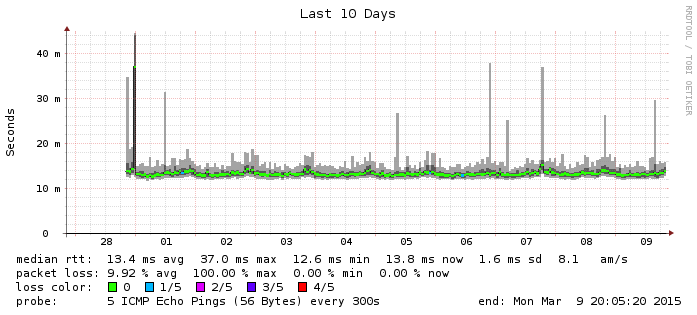 Last 10 Days
RRDTOOL / TOBI OETIKER
Seconds
40 m
30 m
20 m
10 m
0
28 01 02 03 04 05 06 07 08 09
median rtt: 13.4 ms avg 37.0 ms max 12.6 ms min 13.8 ms now 1.6 ms sd 8.1 am/s
packet loss: 9.92 % avg 100.00 % max 0.00 % min 0.00 % now
loss color: 0 1/5 2/5 3/5 4/5
probe: 5 ICMP Echo Pings (56 Bytes) every 300s end: Mon Mar 9 20:05:20 2015